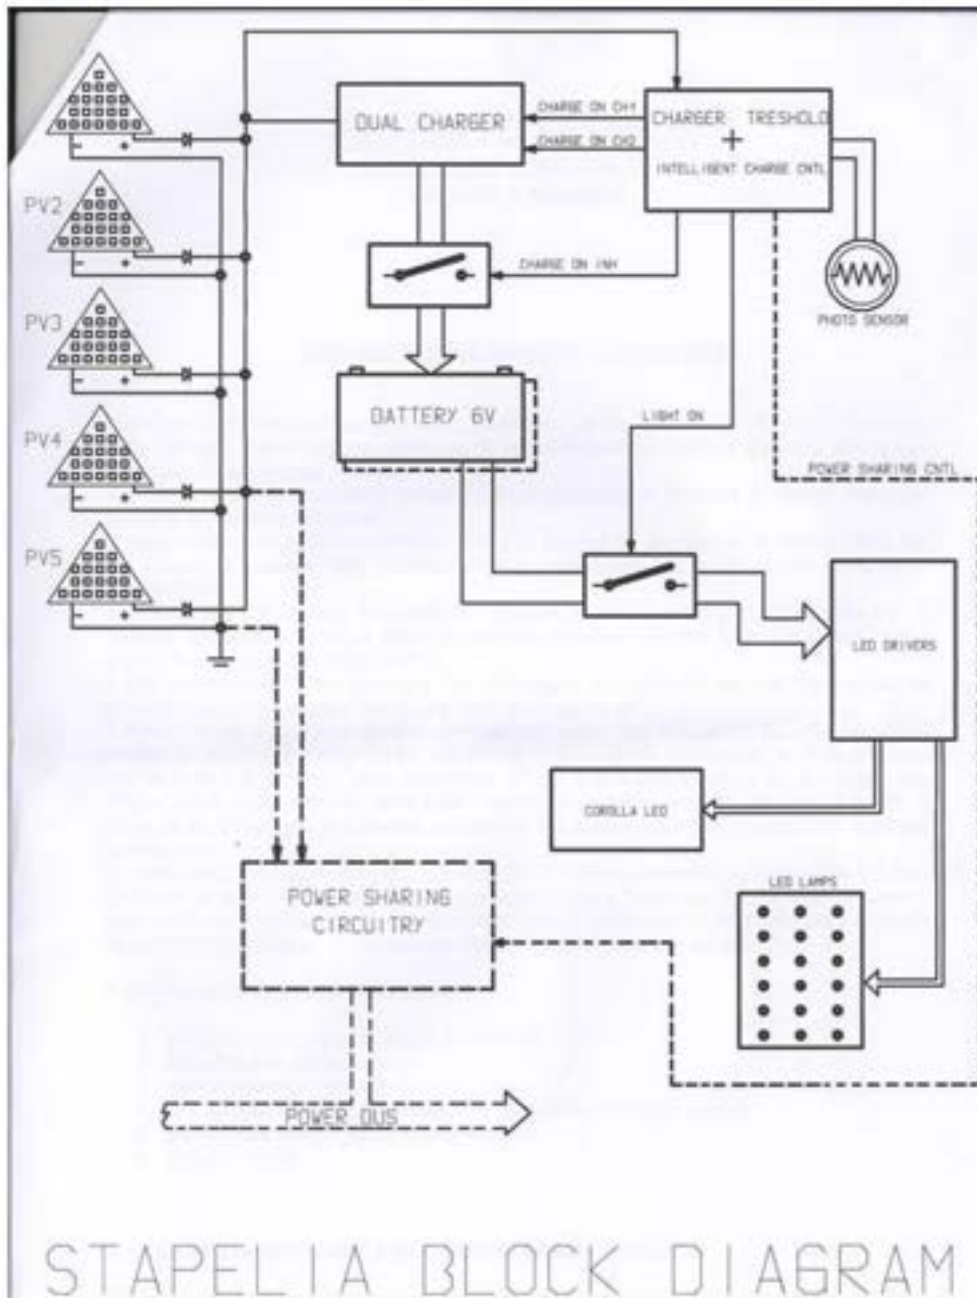 PV2
PV3
PV4
PV5
DUAL CHARGER
CHARGE ON CH1
CHARGE ON CH2
CHARGER TRESHOLD
+
INTELLIGENT CHARGE CNTL
CHARGE ON INH
PHOTO SENSOR
BATTERY 6V
LIGHT ON
POWER SHARING CNTL
LED DRIVERS
COROLLA LED
LED LAMPS
POWER SHARING
CIRCUITRY
POWER BUS
STAPELIA BLOCK DIAGRAM